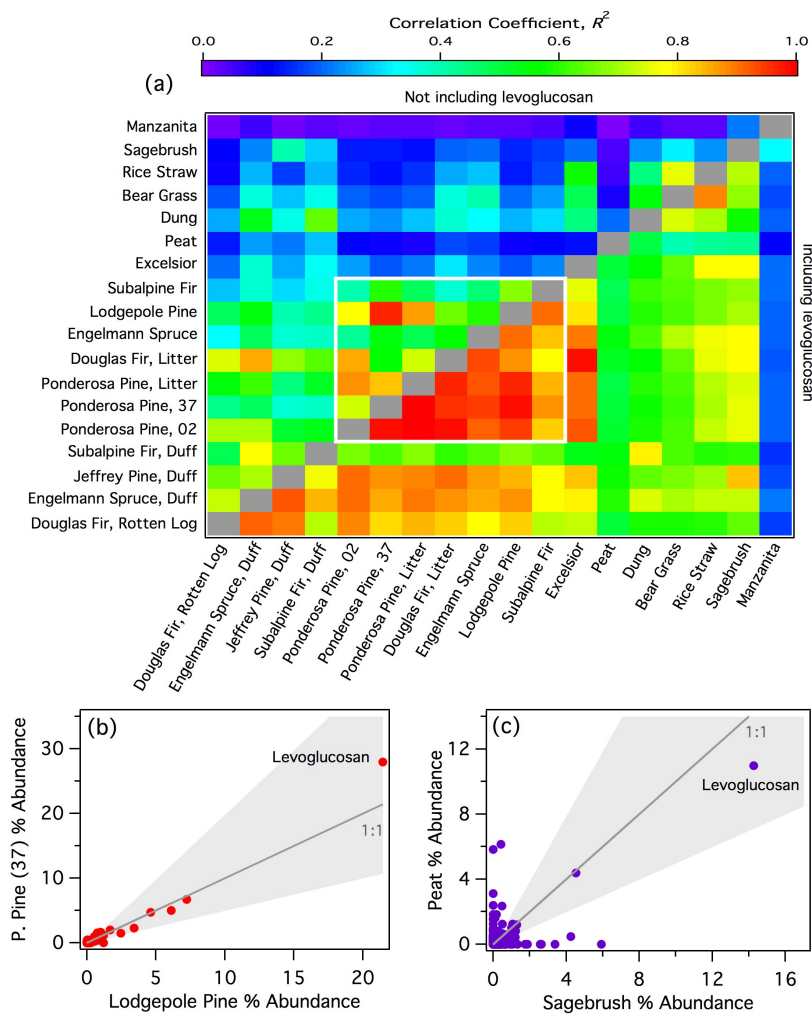 Correlation Coefficient, R²
0.0 0.2 0.4 0.6 0.8 1.0
(a)
Not including levoglucosan
Manzanita
Sagebrush
Rice Straw
Bear Grass
Dung
Peat
Excelsior
Subalpine Fir
Lodgepole Pine
Engelmann Spruce
Douglas Fir, Litter
Ponderosa Pine, Litter
Ponderosa Pine, 37
Ponderosa Pine, 02
Subalpine Fir, Duff
Jeffrey Pine, Duff
Engelmann Spruce, Duff
Douglas Fir, Rotten Log
Including levoglucosan
Douglas Fir, Rotten Log
Engelmann Spruce, Duff
Jeffrey Pine, Duff
Subalpine Fir, Duff
Ponderosa Pine, 02
Ponderosa Pine, 37
Ponderosa Pine, Litter
Douglas Fir, Litter
Engelmann Spruce
Lodgepole Pine
Subalpine Fir
Excelsior
Peat
Dung
Bear Grass
Rice Straw
Sagebrush
Manzanita
(b)
P. Pine (37) % Abundance
30
20
10
0
Levoglucosan
1:1
0 5 10 15 20
Lodgepole Pine % Abundance
(c)
Peat % Abundance
12
8
4
0
1:1
Levoglucosan
0 4 8 12 16
Sagebrush % Abundance